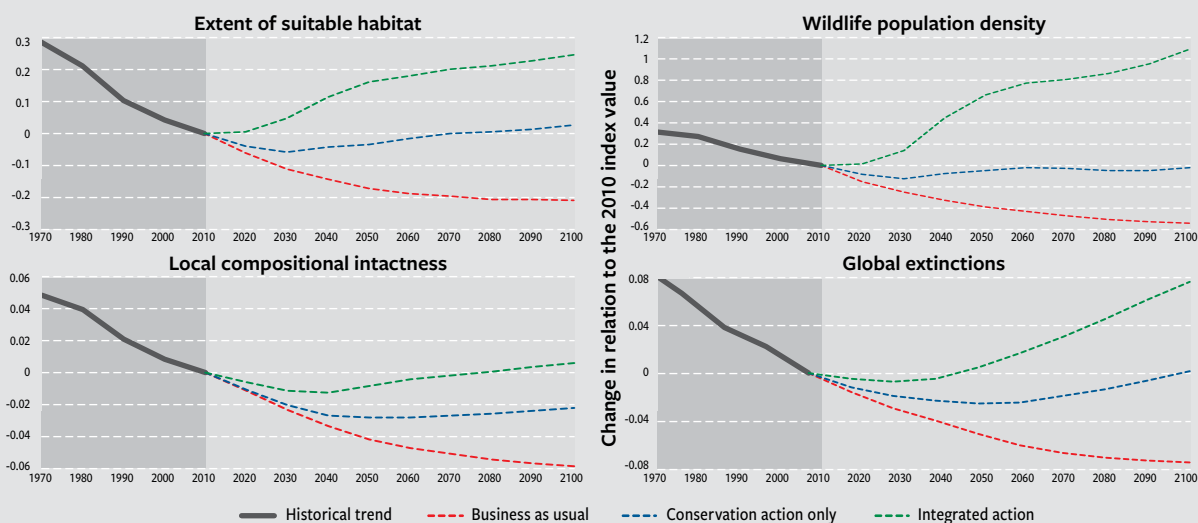 Extent of suitable habitat
0.3
0.2
0.1
0
-0.1
-0.2
-0.3
1970 1980 1990 2000 2010 2020 2030 2040 2050 2060 2070 2080 2090 2100
Wildlife population density
1.2
1
0.8
0.6
0.4
0.2
0
-0.2
-0.4
-0.6
1970 1980 1990 2000 2010 2020 2030 2040 2050 2060 2070 2080 2090 2100
Change in relation to the 2010 index value
Local compositional intactness
0.06
0.04
0.02
0
-0.02
-0.04
-0.06
1970 1980 1990 2000 2010 2020 2030 2040 2050 2060 2070 2080 2090 2100
Global extinctions
0.08
0.04
0
-0.04
-0.08
1970 1980 1990 2000 2010 2020 2030 2040 2050 2060 2070 2080 2090 2100
Historical trend Business as usual Conservation action only Integrated action